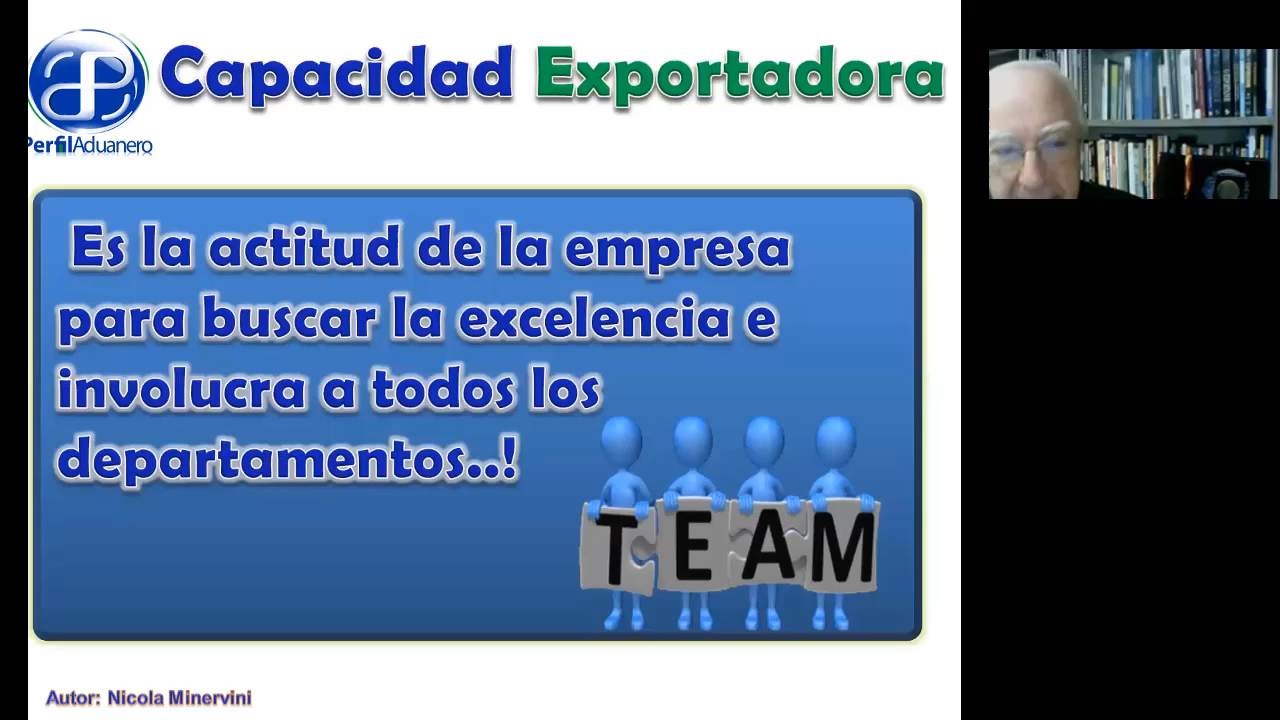 Capacidad Exportadora
PerfilAduanero
Es la actitud de la empresa
para buscar la excelencia e
involucra a todos los
departamentos..!
TEAM
Autor: Nicola Minervini